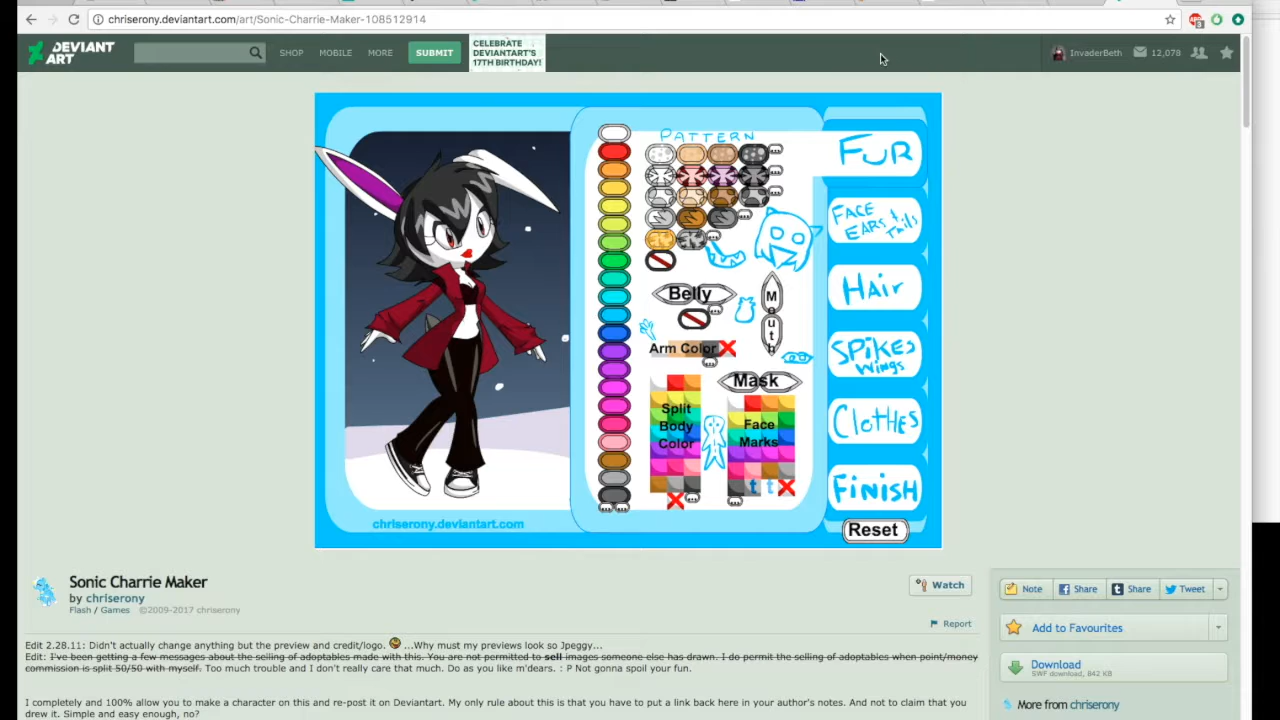 chriserony.deviantart.com/art/Sonic-Charrie-Maker-108512914
DEVIANT ART
SHOP MOBILE MORE SUBMIT
CELEBRATE
DEVIANTART'S
17TH BIRTHDAY!
InvaderBeth 12,078
PATTERN
Belly
Mouth
Arm Color
Mask
Split
Body
Color
Face
Marks
t t
FUR
FACE
EARS & tails
HAiR
SPiKES
Wings
CLOTHES
FiNiSH
Reset
chriserony.deviantart.com
Sonic Charrie Maker
by chriserony
Flash / Games ©2009-2017 chriserony
Watch
Report
Note Share Share Tweet
Add to Favourites
Download
SWF download, 842 KB
More from chriserony
Edit 2.28.11: Didn't actually change anything but the preview and credit/logo. ...Why must my previews look so Jpeggy...
Edit: I've been getting a few messages about the selling of adoptables made with this. You are not permitted to sell images someone else has drawn. I do permit the selling of adoptables when point/money
commission is split 50/50 with myself. Too much trouble and I don't really care that much. Do as you like m'dears. : P Not gonna spoil your fun.
I completely and 100% allow you to make a character on this and re-post it on Deviantart. My only rule about this is that you have to put a link back here in your author's notes. And not to claim that you
drew it. Simple and easy enough, no?